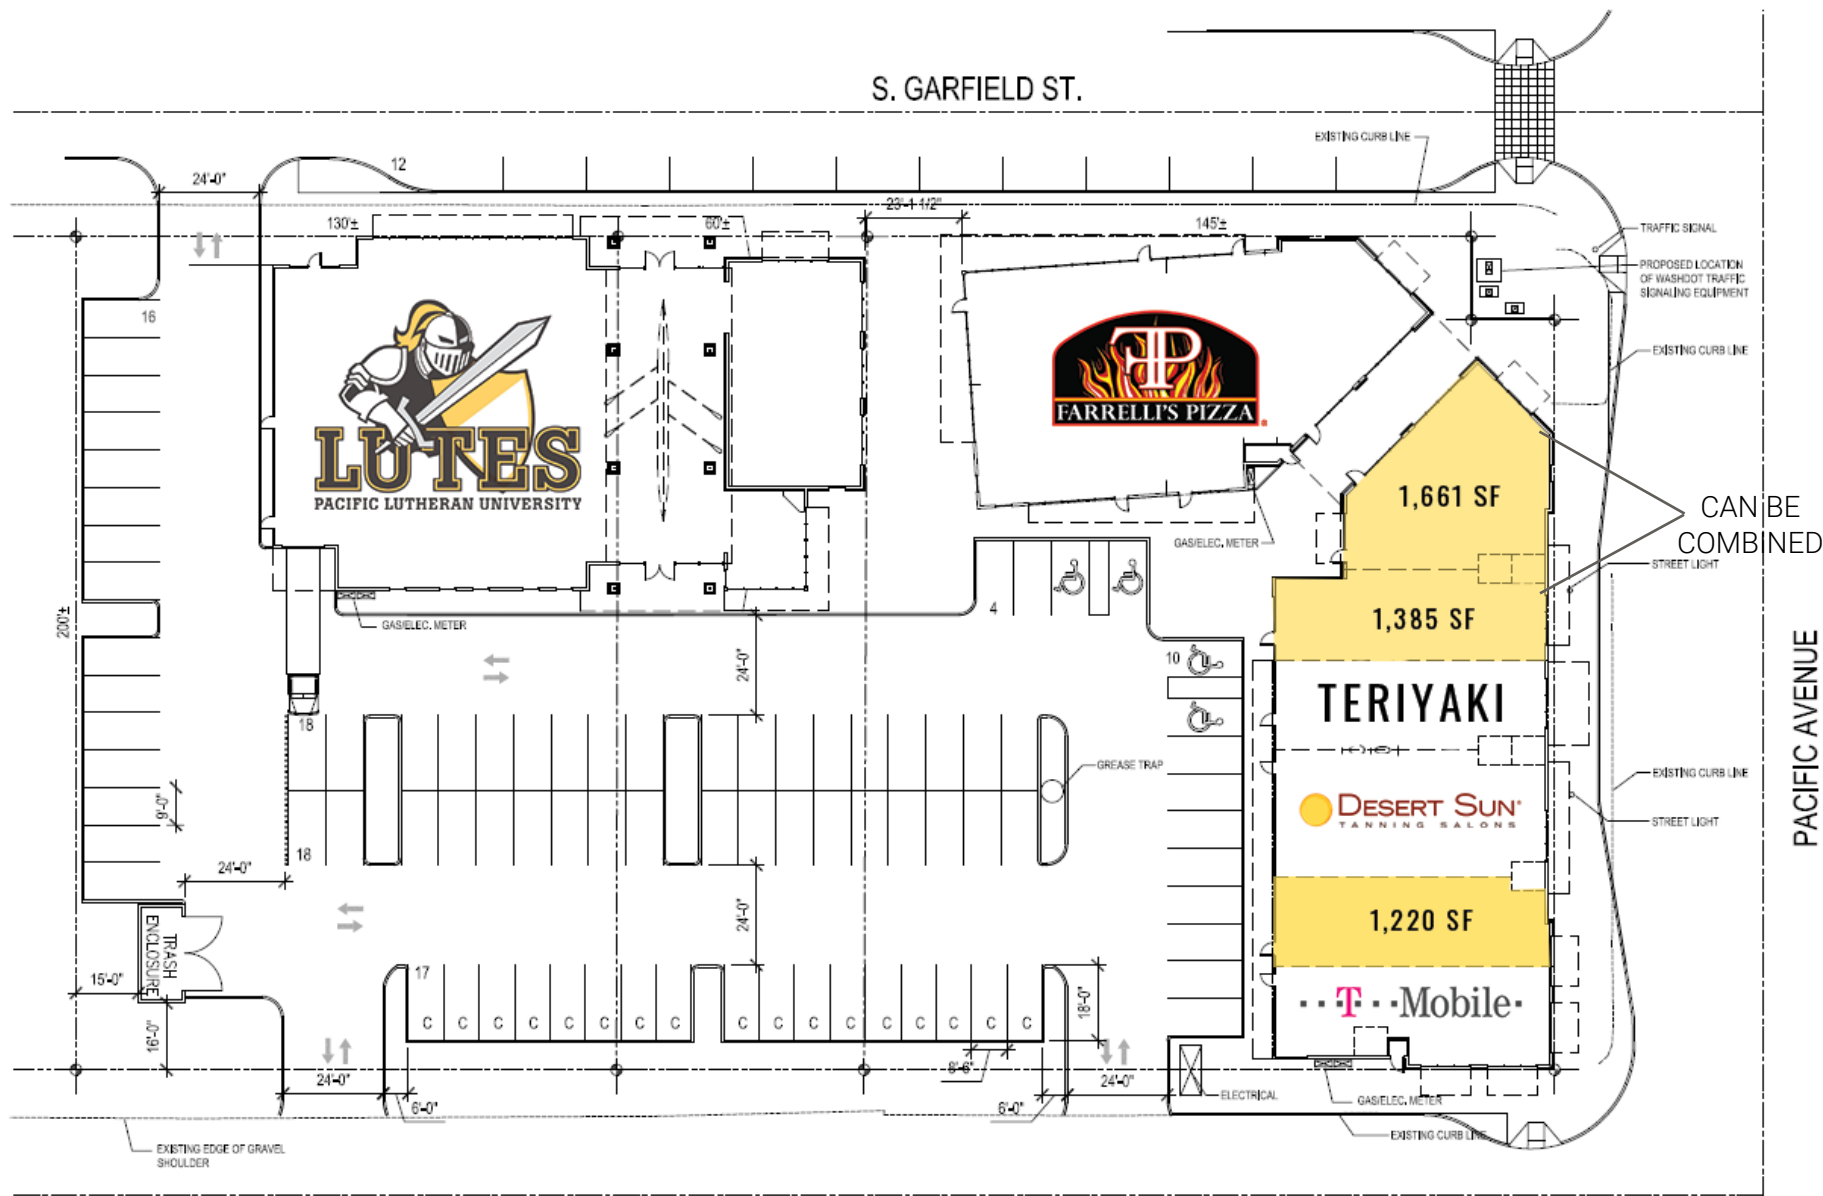 S. GARFIELD ST.
EXISTING CURB LINE
12
24'-0"
23'-1 1/2"
130'±
60'±
145'±
TRAFFIC SIGNAL
PROPOSED LOCATION
OF WASHDOT TRAFFIC
SIGNALING EQUIPMENT
16
EXISTING CURB LINE
FP
FARRELLI'S PIZZA
LUTES
PACIFIC LUTHERAN UNIVERSITY
1,661 SF
CAN BE
COMBINED
GAS/ELEC. METER
STREET LIGHT
4
200'±
GAS/ELEC. METER
1,385 SF
10
24'-0"
TERIYAKI
PACIFIC AVENUE
18
GREASE TRAP
EXISTING CURB LINE
9'-0"
DESERT SUN
TANNING SALONS
STREET LIGHT
18
24'-0"
24'-0"
1,220 SF
TRASH
ENCLOSURE
15'-0"
17
18'-0"
T Mobile
16'-0"
C C C C C C C C C C C C C C C C C
8'-6"
24'-0"
24'-0"
6'-0"
6'-0"
ELECTRICAL
GAS/ELEC. METER
EXISTING CURB LINE
EXISTING EDGE OF GRAVEL
SHOULDER